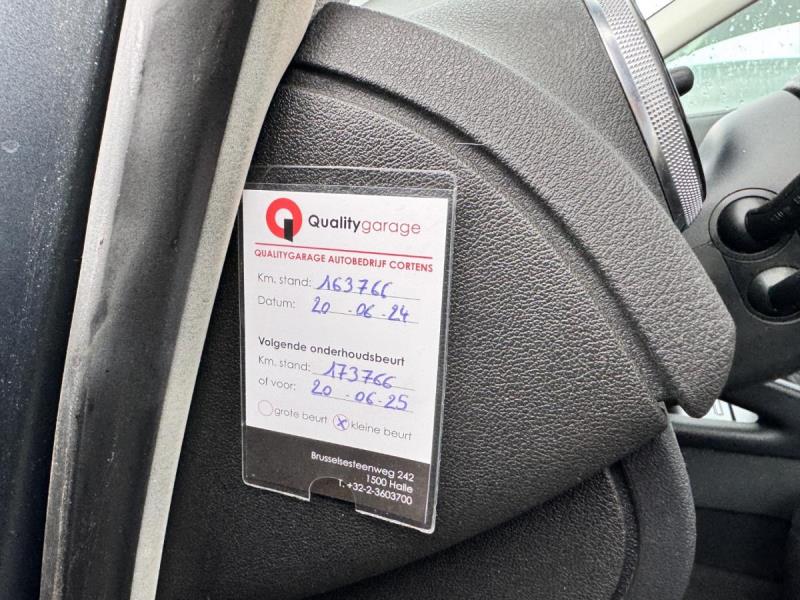 Qualitygarage
QUALITYGARAGE AUTOBEDRIJF CORTENS
Km. stand: 163766
Datum: 20 -06-24
Volgende onderhoudsbeurt
Km. stand: 173766
of voor: 20 -06-25
grote beurt x kleine beurt
Brusselsesteenweg 242
1500 Halle
T. +32-2-3603700